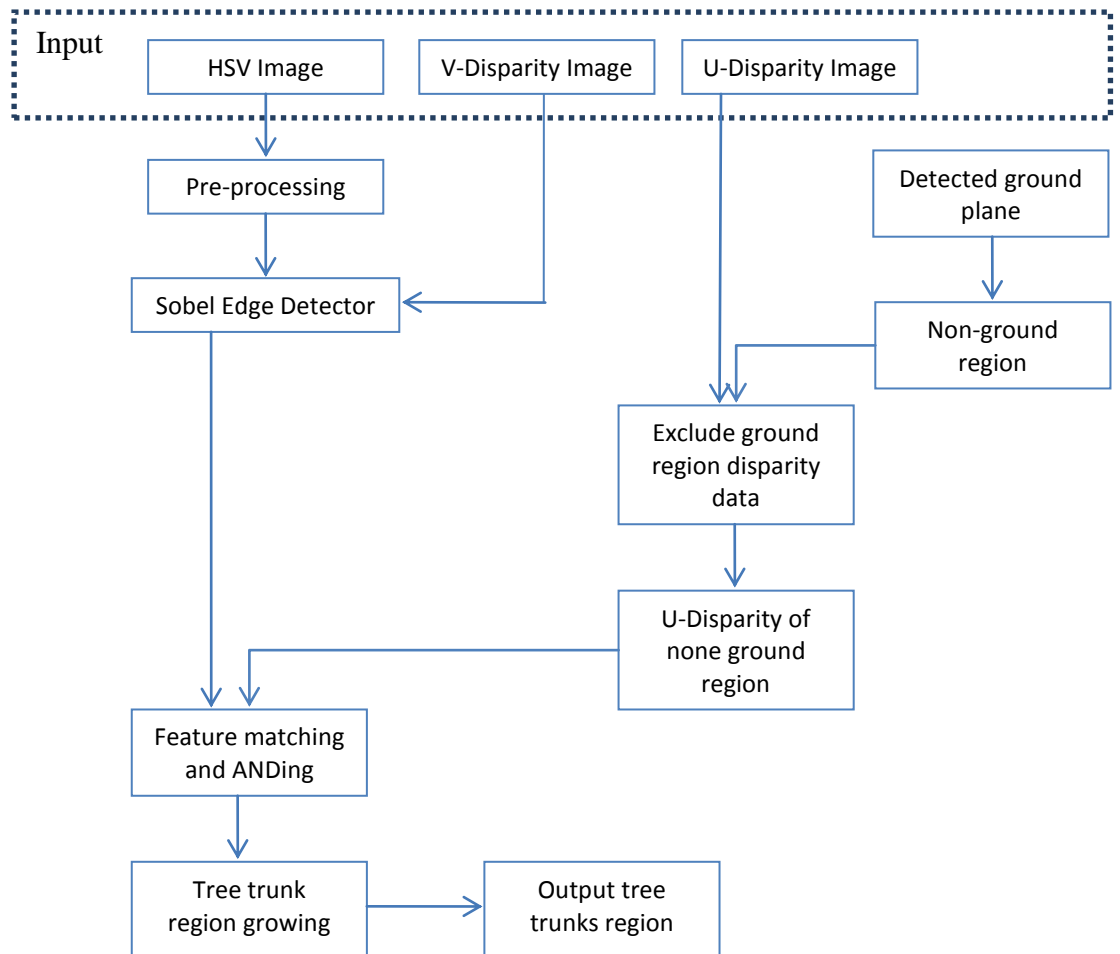 Input
HSV Image
V-Disparity Image
U-Disparity Image
Pre-processing
Detected ground
plane
Sobel Edge Detector
Non-ground
region
Exclude ground
region disparity
data
U-Disparity of
none ground
region
Feature matching
and ANDing
Tree trunk
region growing
Output tree
trunks region